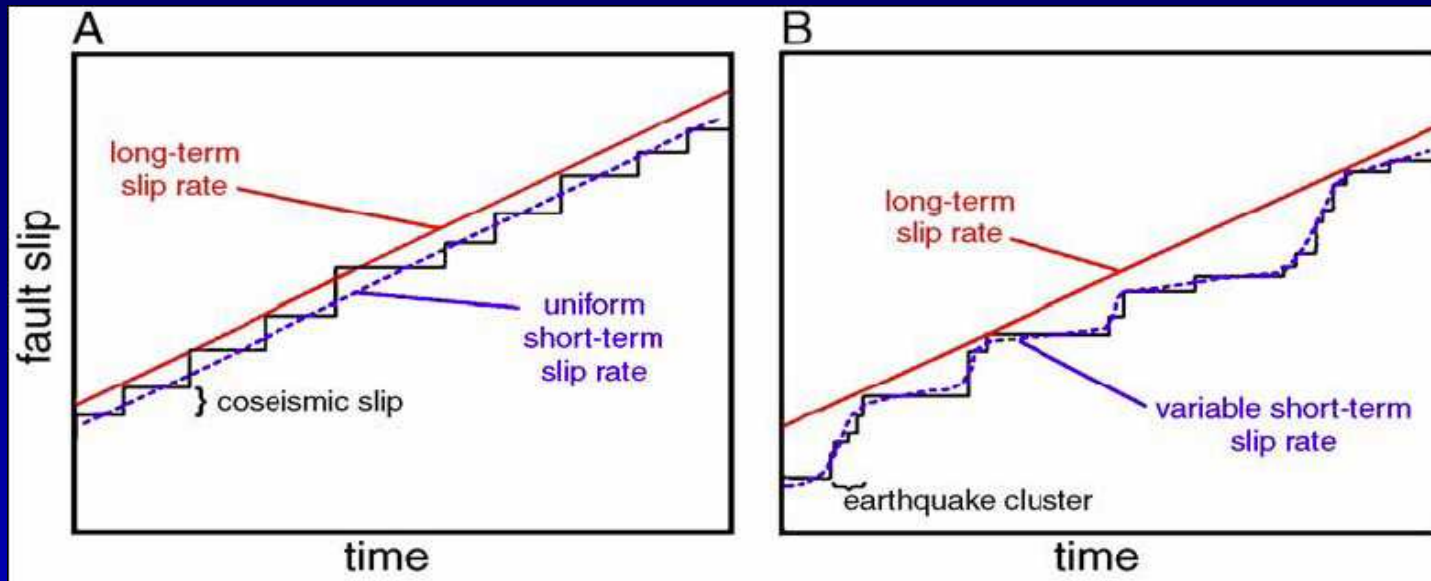 A
long-term
slip rate
uniform
short-term
slip rate
} coseismic slip
fault slip
time
B
long-term
slip rate
variable short-term
slip rate
earthquake cluster
time